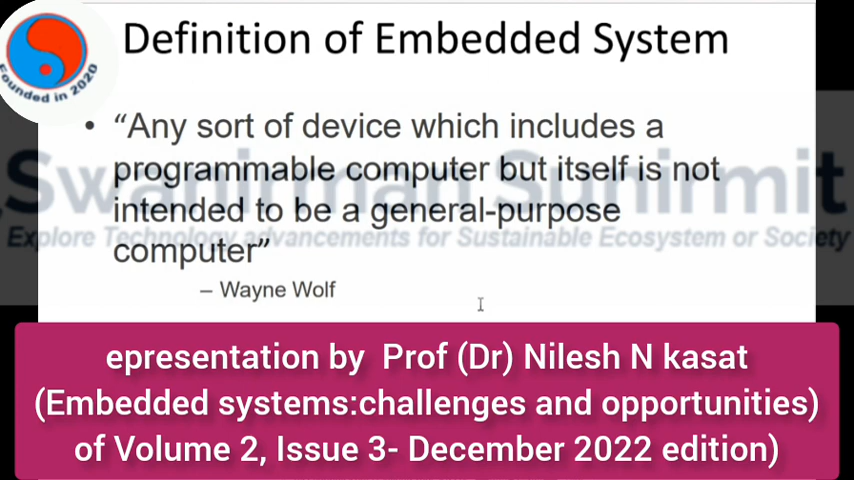 Founded in 2020
Definition of Embedded System
• “Any sort of device which includes a
programmable computer but itself is not
intended to be a general-purpose
computer”
– Wayne Wolf
Swanirman Sunirmit
Explore Technology advancements for Sustainable Ecosystem or Society
epresentation by Prof (Dr) Nilesh N kasat
(Embedded systems:challenges and opportunities)
of Volume 2, Issue 3- December 2022 edition)